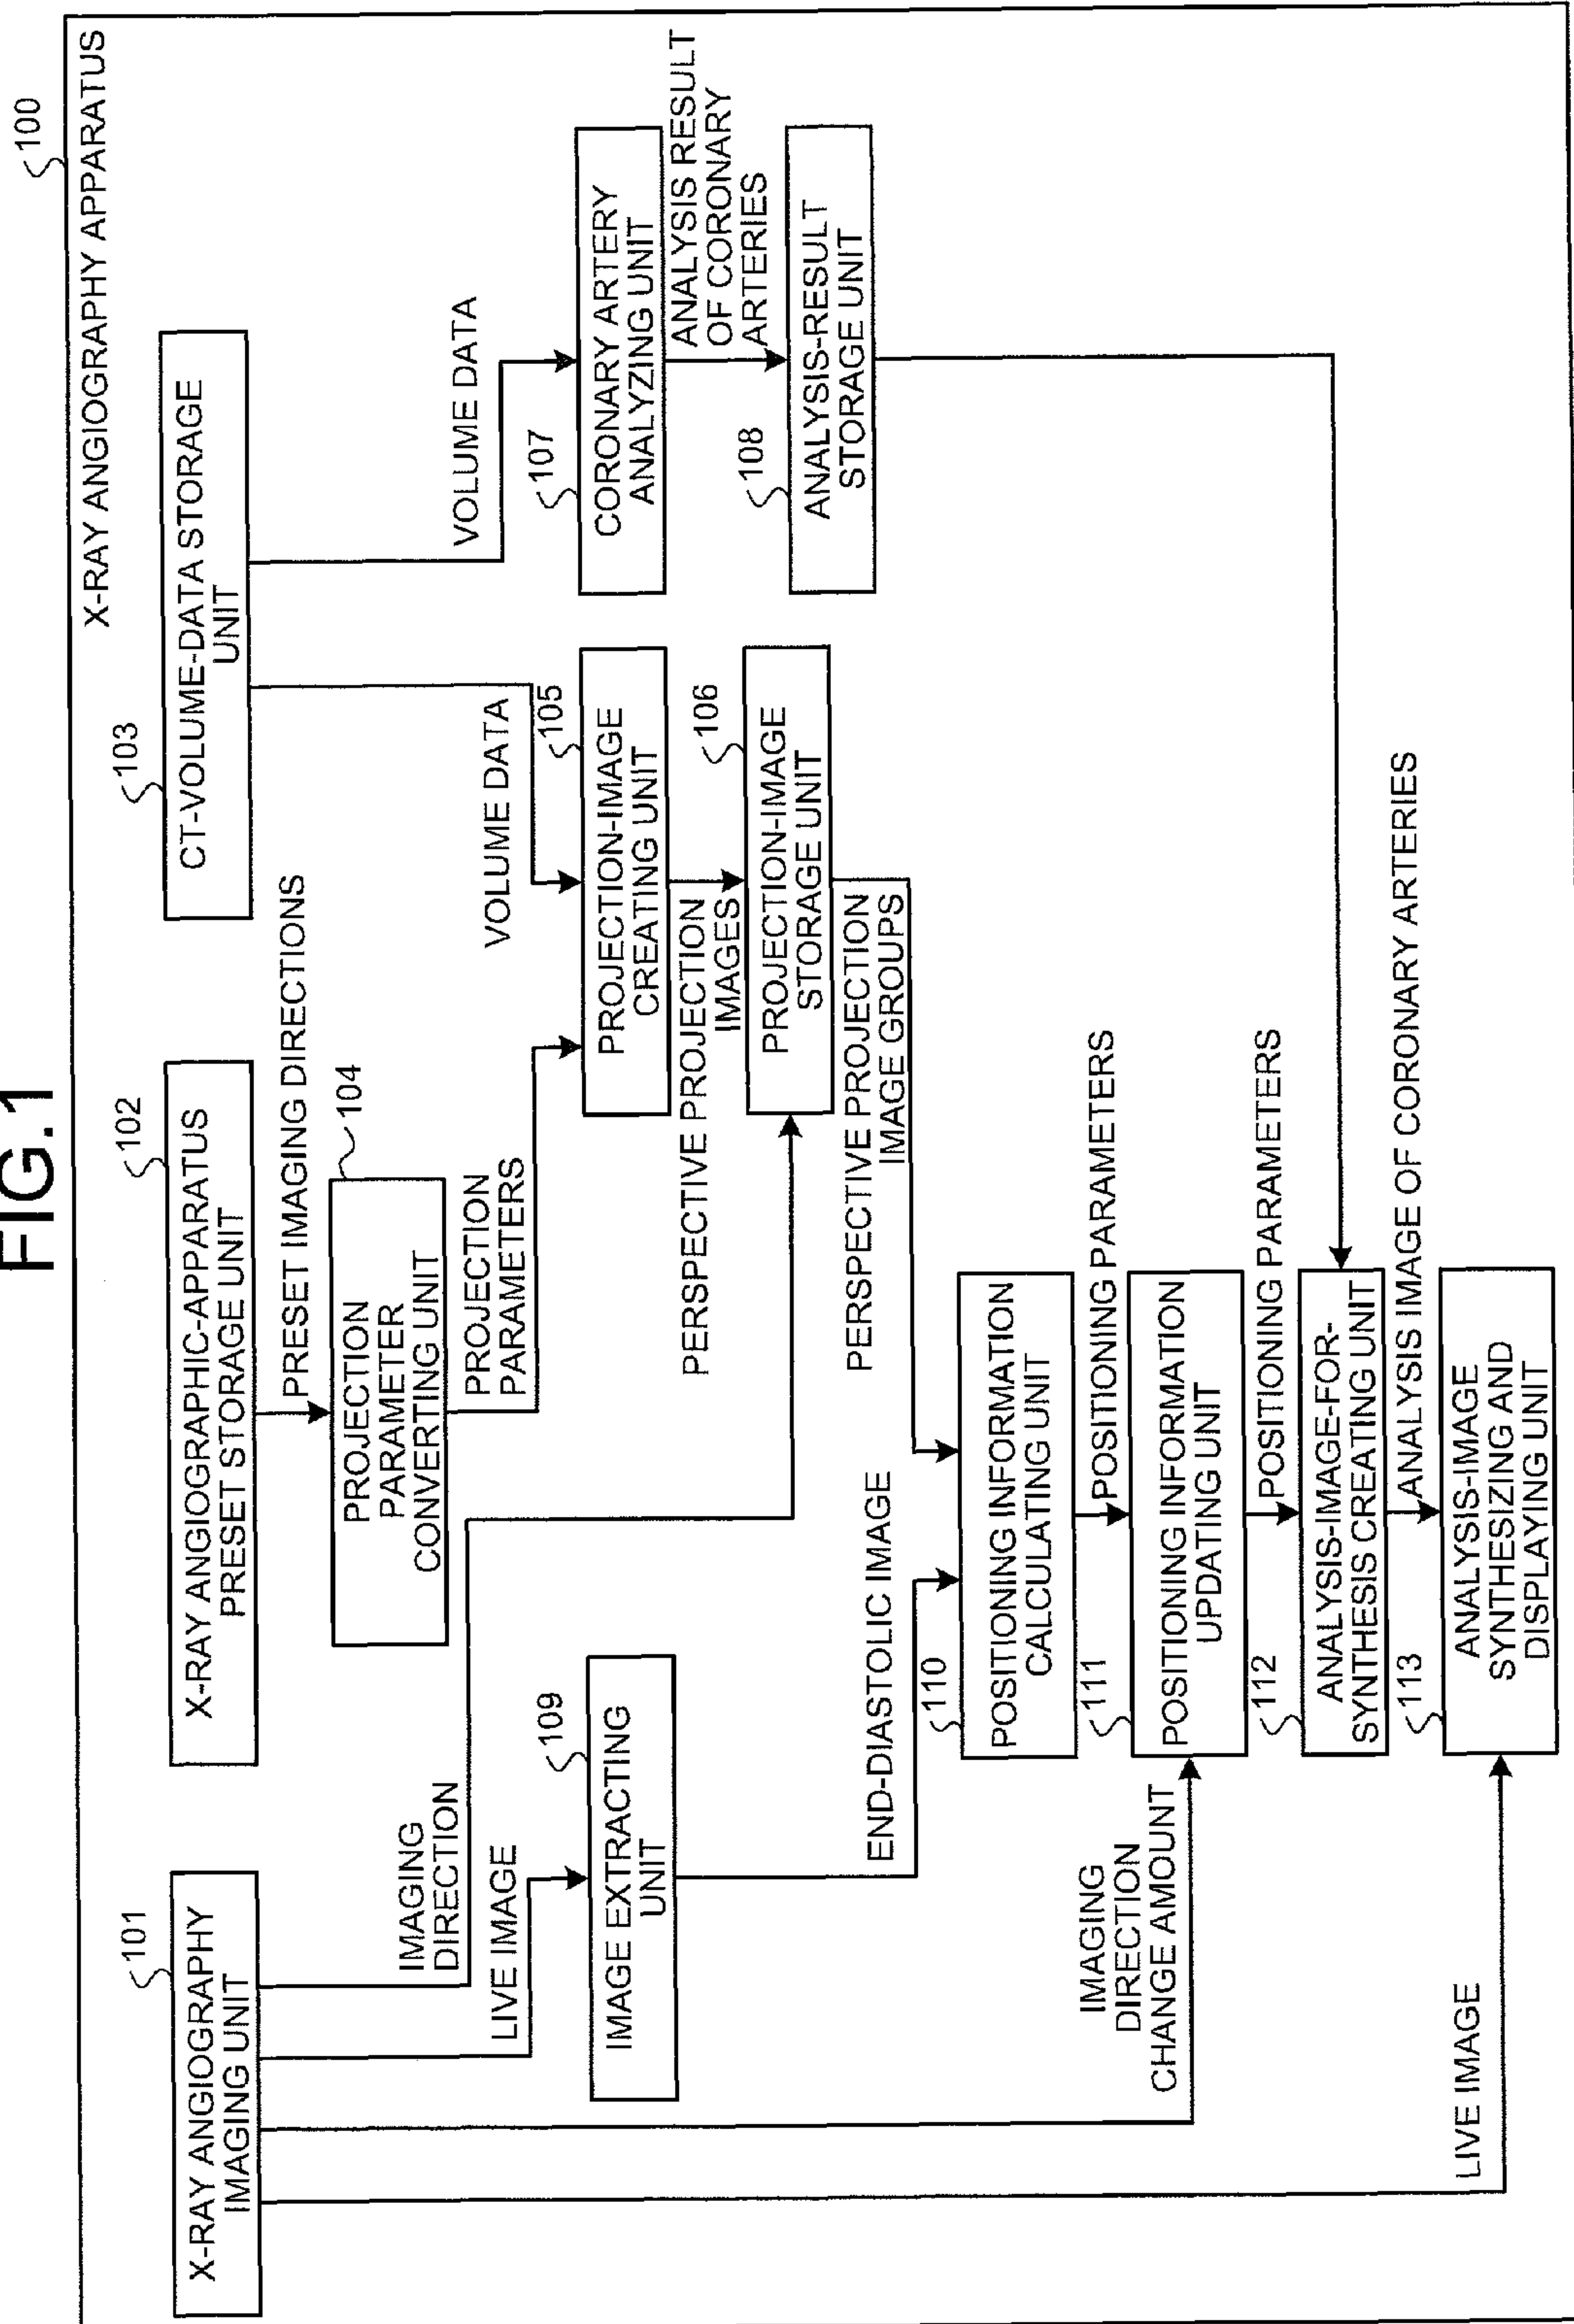 FIG.1
100
X-RAY ANGIOGRAPHY APPARATUS
101
X-RAY ANGIOGRAPHY
IMAGING UNIT
102
X-RAY ANGIOGRAPHIC-APPARATUS
PRESET STORAGE UNIT
103
CT-VOLUME-DATA STORAGE
UNIT
PRESET IMAGING DIRECTIONS
104
PROJECTION
PARAMETER
CONVERTING UNIT
IMAGING
DIRECTION
LIVE IMAGE
PROJECTION
PARAMETERS
VOLUME DATA
VOLUME DATA
109
IMAGE EXTRACTING
UNIT
105
PROJECTION-IMAGE
CREATING UNIT
107
CORONARY ARTERY
ANALYZING UNIT
PERSPECTIVE PROJECTION
IMAGES
ANALYSIS RESULT
OF CORONARY
ARTERIES
106
PROJECTION-IMAGE
STORAGE UNIT
108
ANALYSIS-RESULT
STORAGE UNIT
END-DIASTOLIC IMAGE
PERSPECTIVE PROJECTION
IMAGE GROUPS
110
POSITIONING INFORMATION
CALCULATING UNIT
POSITIONING PARAMETERS
IMAGING
DIRECTION
CHANGE AMOUNT
111
POSITIONING INFORMATION
UPDATING UNIT
POSITIONING PARAMETERS
112
ANALYSIS-IMAGE-FOR-
SYNTHESIS CREATING UNIT
ANALYSIS IMAGE OF CORONARY ARTERIES
LIVE IMAGE
113
ANALYSIS-IMAGE
SYNTHESIZING AND
DISPLAYING UNIT